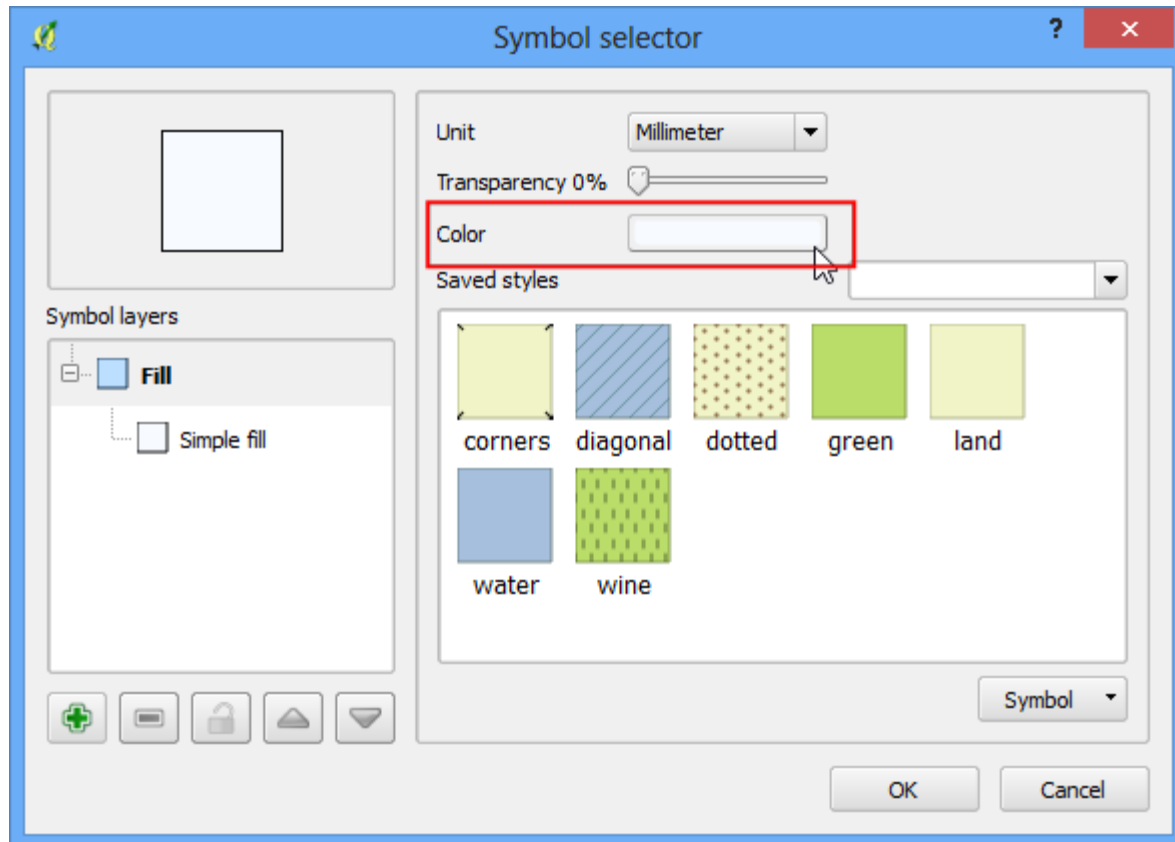 Symbol selector
?
Unit
Millimeter
Transparency 0%
Color
Saved styles
Symbol layers
Fill
Simple fill
corners diagonal dotted green land
water wine
Symbol
OK Cancel